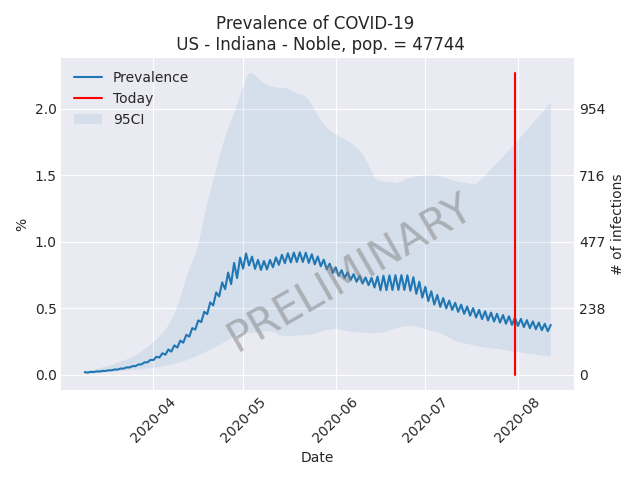 Prevalence of COVID-19
US - Indiana - Noble, pop. = 47744
Prevalence
Today
95CI
2.0
1.5
1.0
0.5
0.0
%
954
716
477
238
0
# of infections
PRELIMINARY
2020-04
2020-05
2020-06
2020-07
2020-08
Date